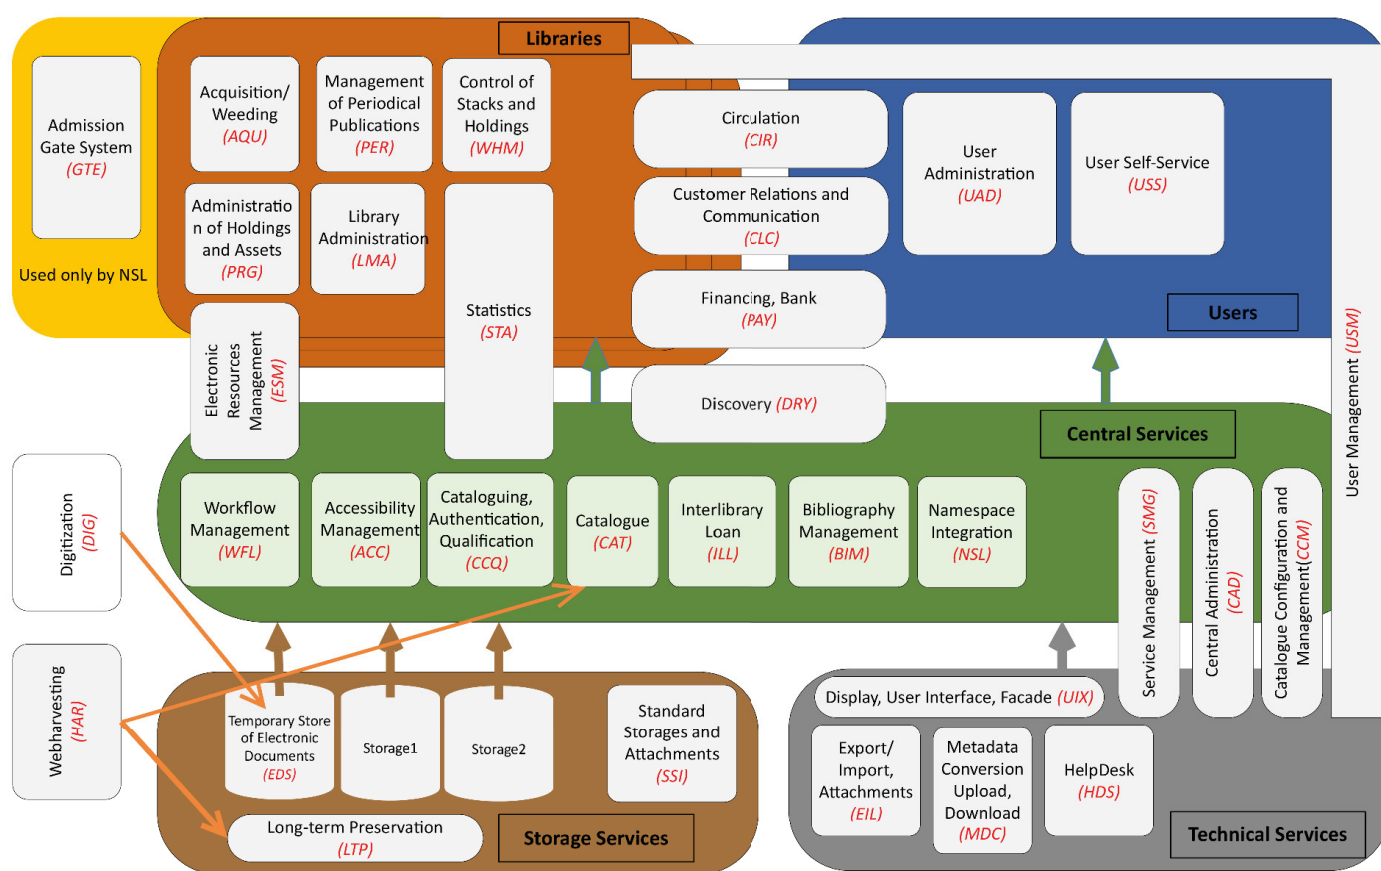 Libraries
Admission
Gate System
(GTE)
Used only by NSL
Acquisition/
Weeding
(AQU)
Management
of Periodical
Publications
(PER)
Control of
Stacks and
Holdings
(WHM)
Administratio
n of Holdings
and Assets
(PRG)
Library
Administration
(LMA)
Statistics
(STA)
Electronic
Resources
Management
(ESM)
Circulation
(CIR)
Customer Relations and
Communication
(CLC)
Financing, Bank
(PAY)
Discovery (DRY)
User
Administration
(UAD)
User Self-Service
(USS)
Users
User Management (USM)
Central Services
Workflow
Management
(WFL)
Accessibility
Management
(ACC)
Cataloguing,
Authentication,
Qualification
(CCQ)
Catalogue
(CAT)
Interlibrary
Loan
(ILL)
Bibliography
Management
(BIM)
Namespace
Integration
(NSL)
Service Management (SMG)
Central Administration
(CAD)
Catalogue Configuration and
Management(CCM)
Digitization
(DIG)
Webharvesting
(HAR)
Temporary Store
of Electronic
Documents
(EDS)
Storage1
Storage2
Standard
Storages and
Attachments
(SSI)
Long-term Preservation
(LTP)
Storage Services
Display, User Interface, Facade (UIX)
Export/
Import,
Attachments
(EIL)
Metadata
Conversion
Upload,
Download
(MDC)
HelpDesk
(HDS)
Technical Services